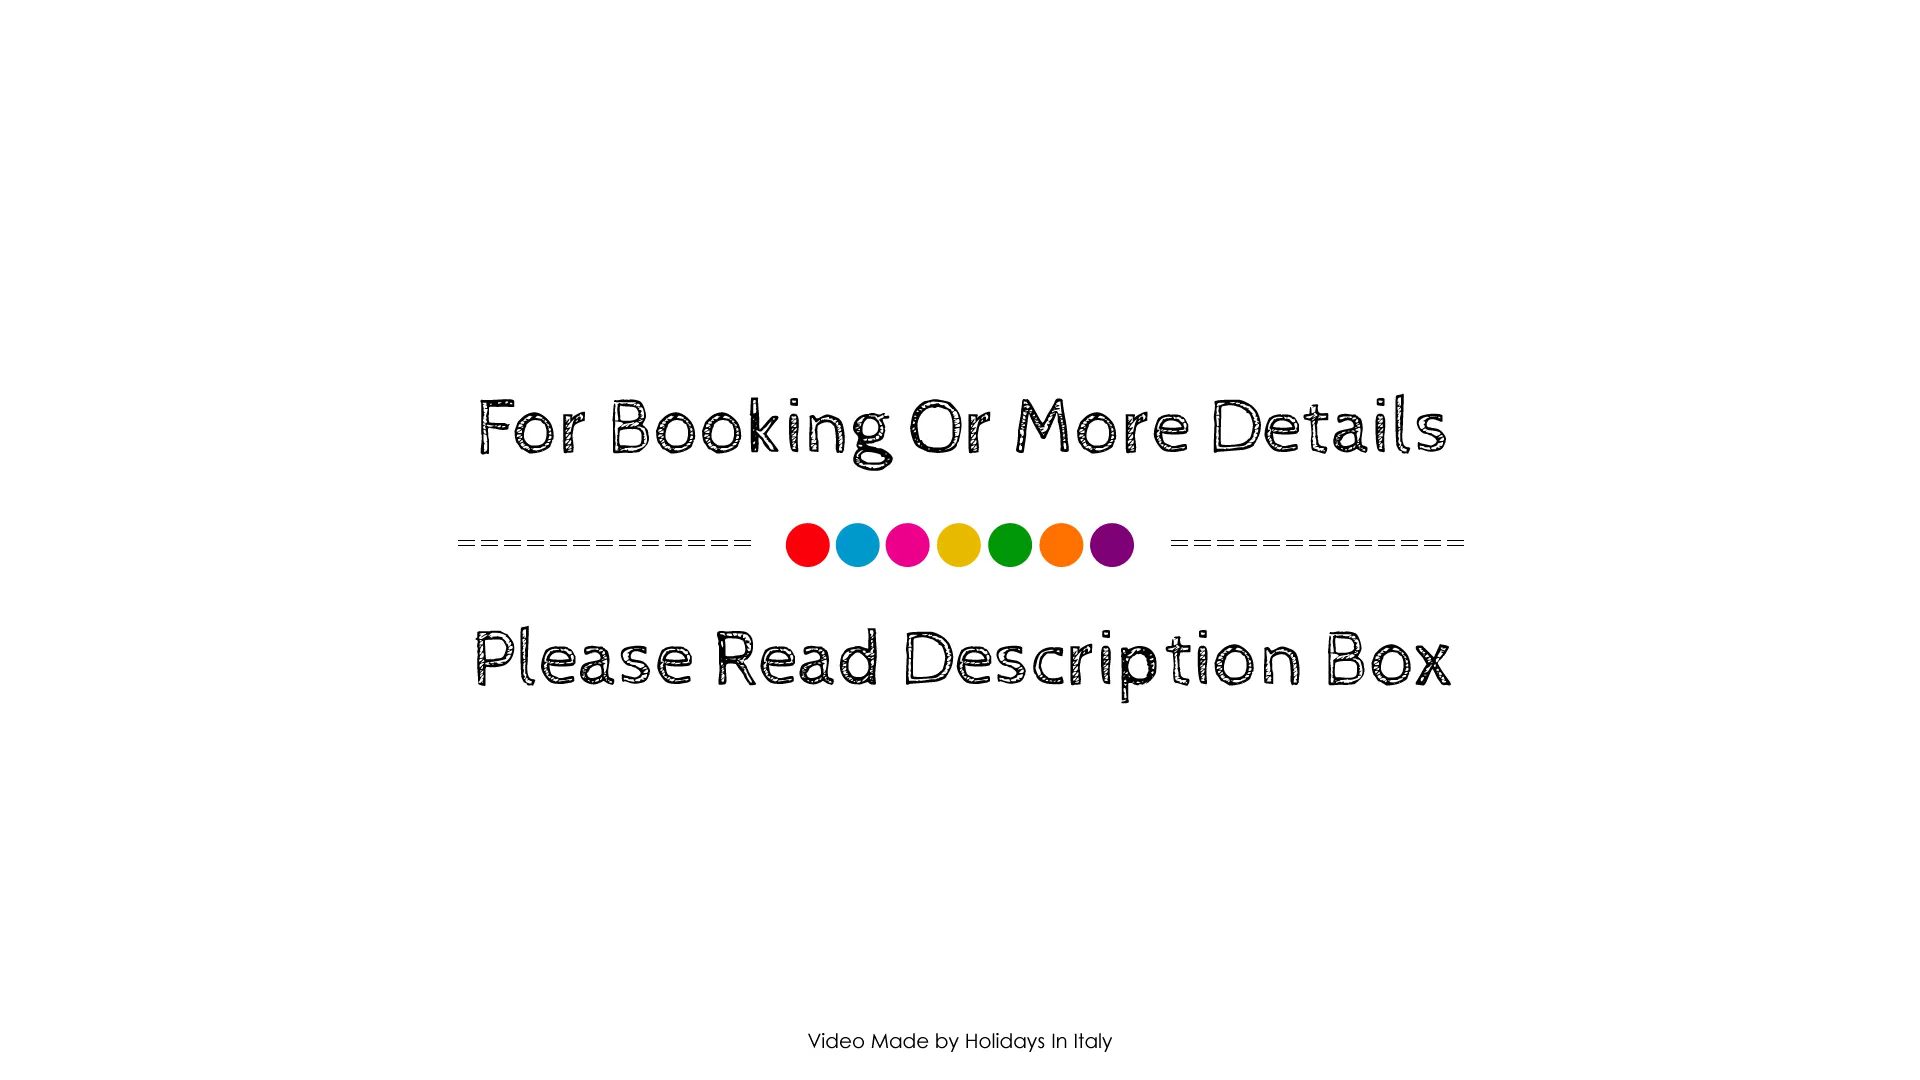 For Booking Or More Details
============= =============
Please Read Description Box
Video Made by Holidays In Italy